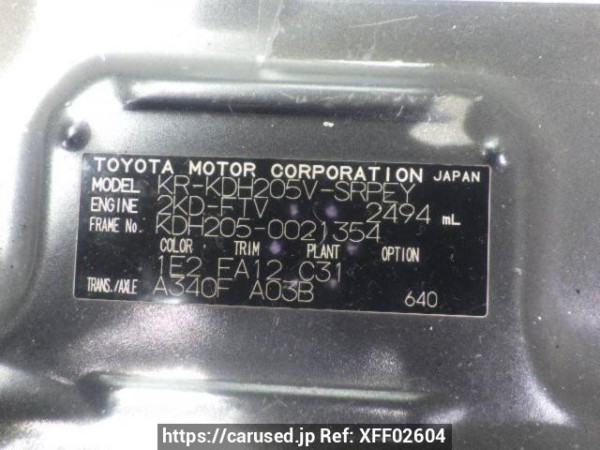 TOYOTA MOTOR CORPORATION JAPAN
MODEL KR-KDH205V-SRPEY
ENGINE 2KD-FTV 2494 mL
FRAME No. KDH205-0021354
COLOR TRIM PLANT OPTION
1E2 FA12 C31
TRANS./AXLE A340F A03B 640
https://carused.jp Ref: XFF02604